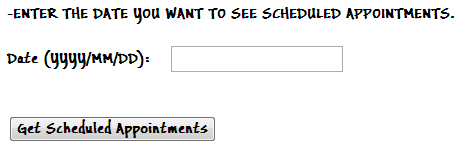 -ENTER THE DATE YOU WANT TO SEE SCHEDULED APPOINTMENTS.
Date (yyyy/MM/DD):
Get Scheduled Appointments